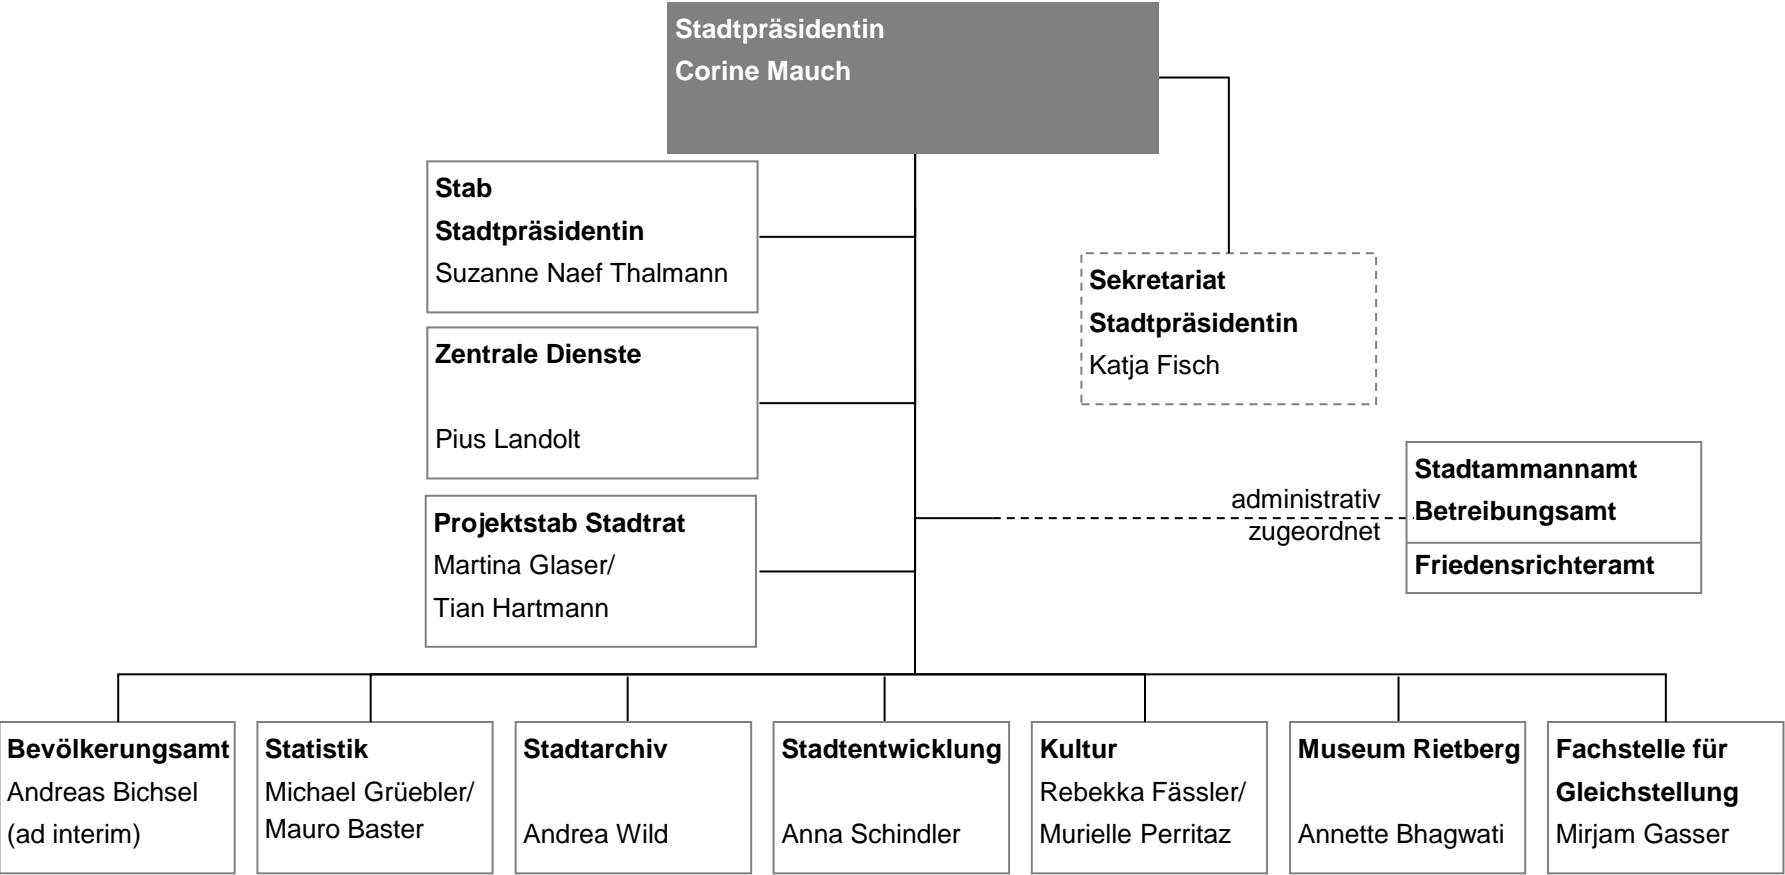 Stadtpräsidentin
Corine Mauch
Stab
Stadtpräsidentin
Suzanne Naef Thalmann
Sekretariat
Stadtpräsidentin
Katja Fisch
Zentrale Dienste
Pius Landolt
administrativ
zugeordnet
Stadtammannamt
Betreibungsamt
Friedensrichteramt
Projektstab Stadtrat
Martina Glaser/
Tian Hartmann
Bevölkerungsamt
Andreas Bichsel
(ad interim)
Statistik
Michael Grüebler/
Mauro Baster
Stadtarchiv
Andrea Wild
Stadtentwicklung
Anna Schindler
Kultur
Rebekka Fässler/
Murielle Perritaz
Museum Rietberg
Annette Bhagwati
Fachstelle für
Gleichstellung
Mirjam Gasser